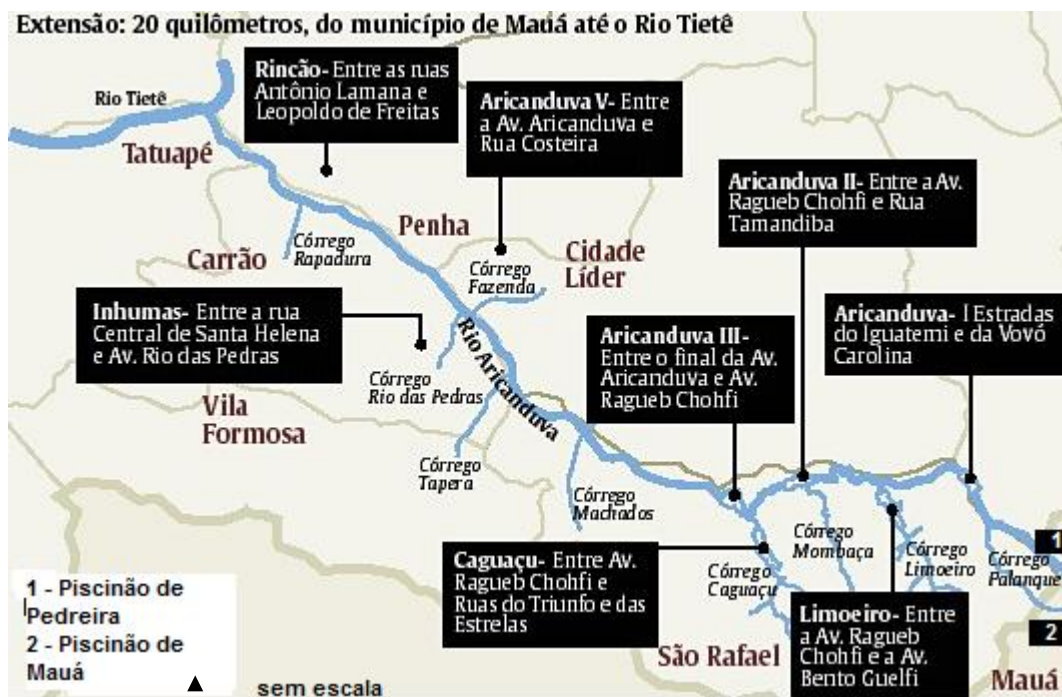 Extensão: 20 quilômetros, do município de Mauá até o Rio Tietê
Rincão- Entre as ruas
Antônio Lamana e
Leopoldo de Freitas
Rio Tietê
Aricanduva V- Entre
a Av. Aricanduva e
Rua Costeira
Tatuapé
Aricanduva II- Entre a Av.
Ragueb Chohfi e Rua
Tamandiba
Penha
Córrego
Rapadura
Carrão
Cidade
Líder
Córrego
Fazenda
Inhumas- Entre a rua
Central de Santa Helena
e Av. Rio das Pedras
Aricanduva- I Estradas
do Iguatemi e da Vovó
Carolina
Rio Aricanduva
Aricanduva III-
Entre o final da Av.
Aricanduva e Av.
Ragueb Chohfi
Córrego
Rio das Pedras
Vila
Formosa
Córrego
Tapera
Córrego
Machados
Córrego
Mombaça
Córrego
Limoeiro
Córrego
Palanque
1
Caguaçu- Entre Av.
Ragueb Chohfi e
Ruas do Triunfo e das
Estrelas
Córrego
Caguaçu
1 - Piscinão de
Pedreira
2 - Piscinão de
Mauá
Limoeiro- Entre
a Av. Ragueb
Chohfi e a Av.
Bento Guelfi
2
São Rafael
Mauá
sem escala